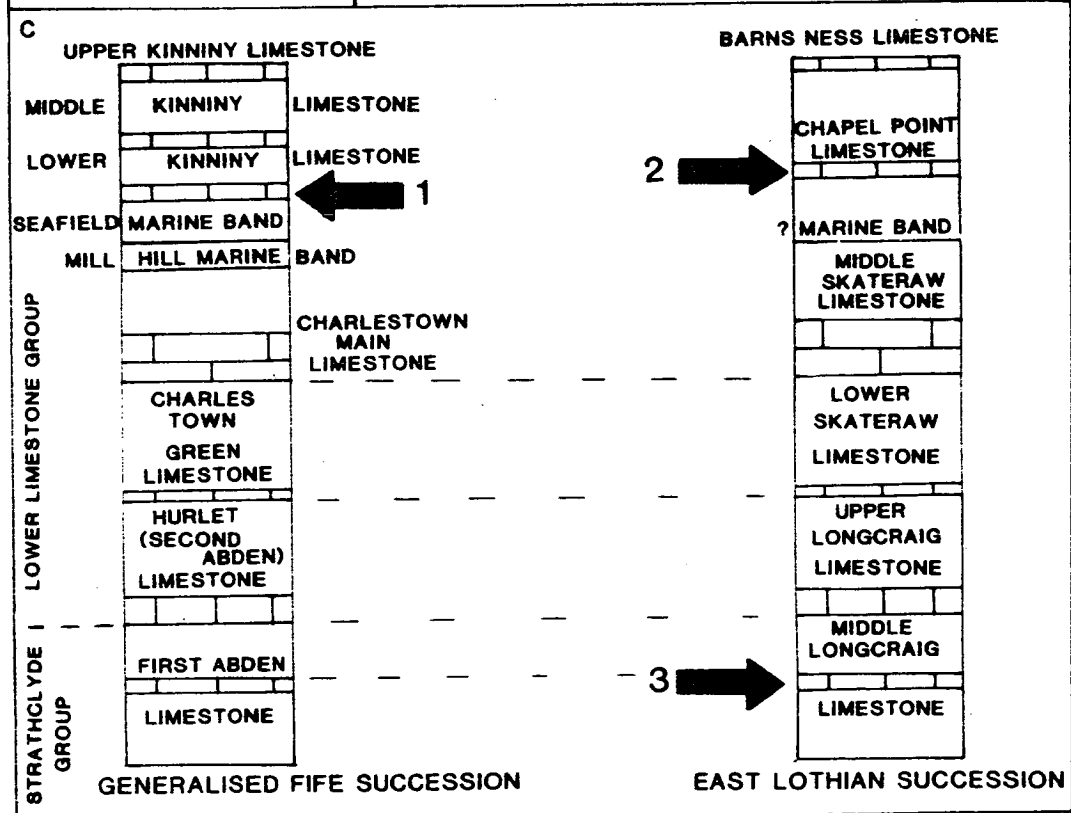 C
UPPER KINNINY LIMESTONE
MIDDLE KINNINY LIMESTONE
LOWER KINNINY LIMESTONE
1
SEAFIELD MARINE BAND
MILL HILL MARINE BAND
CHARLESTOWN
MAIN
LIMESTONE
CHARLES
TOWN
GREEN
LIMESTONE
HURLET
(SECOND
ABDEN)
LIMESTONE
FIRST ABDEN
LIMESTONE
LOWER LIMESTONE GROUP
STRATHCLYDE
GROUP
GENERALISED FIFE SUCCESSION
BARNS NESS LIMESTONE
CHAPEL POINT
LIMESTONE
2
? MARINE BAND
MIDDLE
SKATERAW
LIMESTONE
LOWER
SKATERAW
LIMESTONE
UPPER
LONGCRAIG
LIMESTONE
MIDDLE
LONGCRAIG
3
LIMESTONE
EAST LOTHIAN SUCCESSION